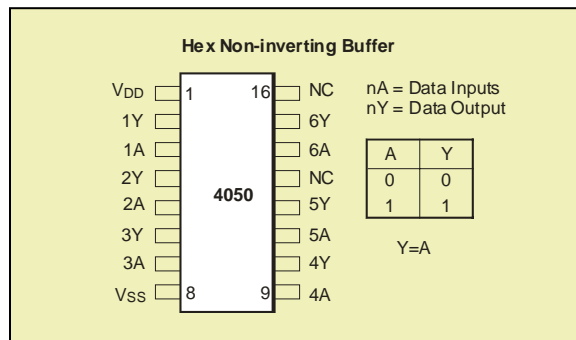 Hex Non-inverting Buffer
VDD 1 16 NC
1Y 6Y
1A 6A
2Y NC
2A 5Y
3Y 5A
3A 4Y
VSS 8 9 4A
4050
nA = Data Inputs
nY = Data Output
A Y
0 0
1 1
Y=A